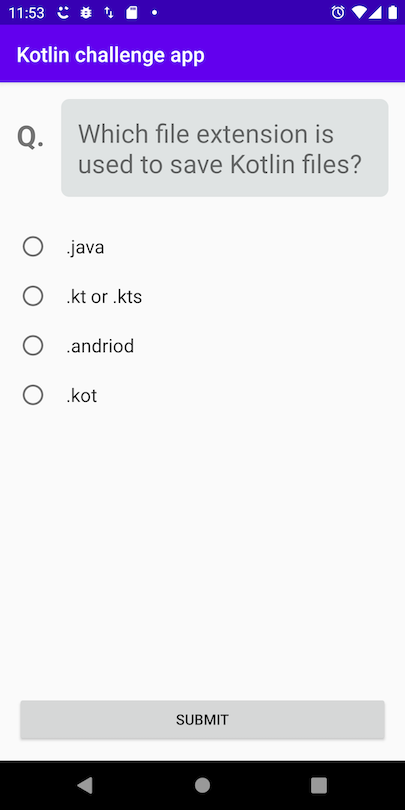 11:53
Kotlin challenge app
Q.
Which file extension is
used to save Kotlin files?
.java
.kt or .kts
.andriod
.kot
SUBMIT